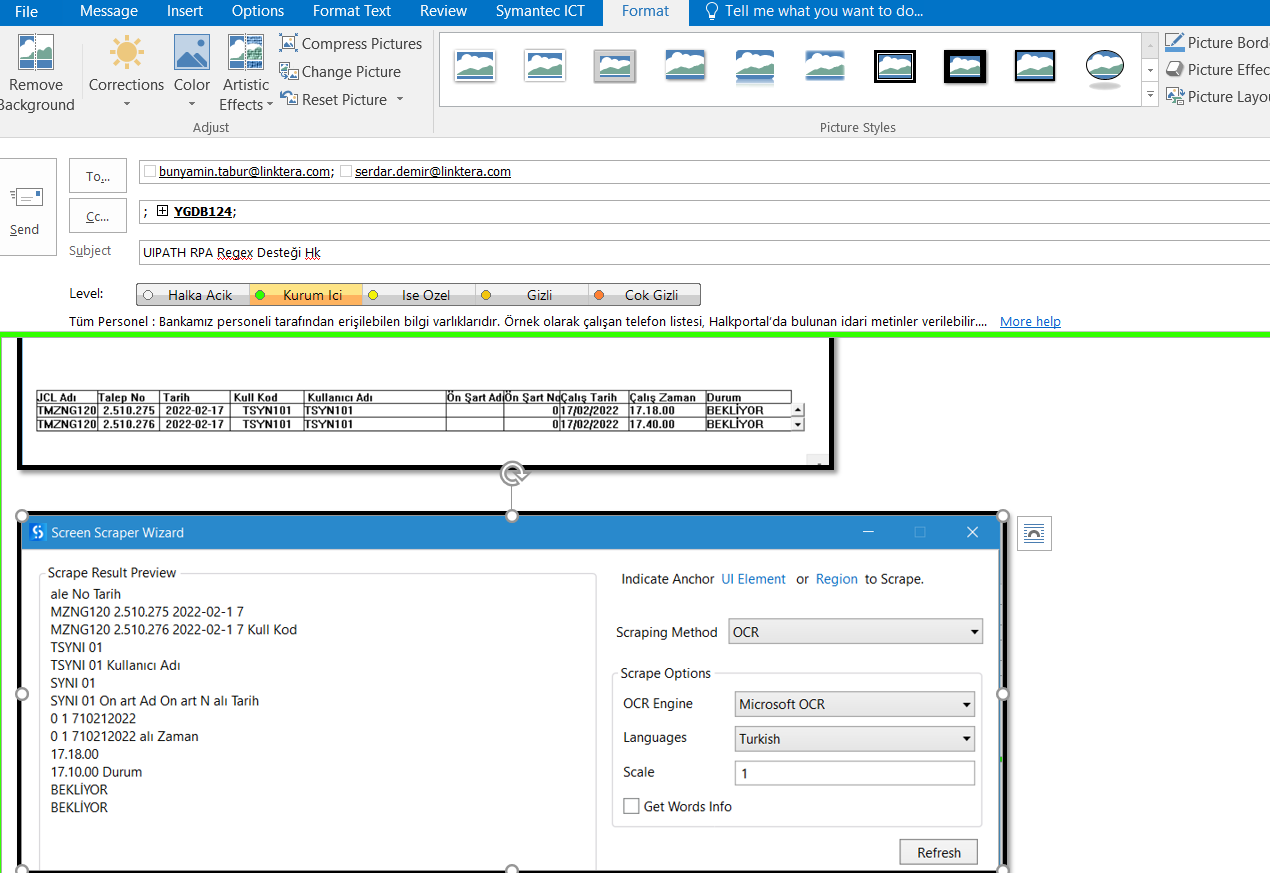 File Message Insert Options Format Text Review Symantec ICT Format Tell me what you want to do...
Remove Background
Corrections
Color
Artistic Effects
Compress Pictures
Change Picture
Reset Picture
Adjust
Picture Styles
Picture Bord
Picture Effec
Picture Layou
Send
To... bunyamin.tabur@linktera.com; serdar.demir@linktera.com
Cc... ; YGDB124;
Subject UIPATH RPA Regex Desteği Hk
Level: Halka Acik Kurum Ici Ise Ozel Gizli Cok Gizli
Tüm Personel : Bankamız personeli tarafından erişilebilen bilgi varlıklarıdır. Örnek olarak çalışan telefon listesi, Halkportal'da bulunan idari metinler verilebilir.... More help
JCL Adı Talep No Tarih Kull Kod Kullanıcı Adı Ön Şart Adı Ön Şart No Çalış Tarih Çalış Zaman Durum
TMZNG120 2.510.275 2022-02-17 TSYN101 TSYN101 0 17/02/2022 17.18.00 BEKLİYOR
TMZNG120 2.510.276 2022-02-17 TSYN101 TSYN101 0 17/02/2022 17.40.00 BEKLİYOR
Screen Scraper Wizard
Scrape Result Preview
ale No Tarih
MZNG120 2.510.275 2022-02-1 7
MZNG120 2.510.276 2022-02-1 7 Kull Kod
TSYNI 01
TSYNI 01 Kullanıcı Adı
SYNI 01
SYNI 01 On art Ad On art N alı Tarih
0 1 710212022
0 1 710212022 alı Zaman
17.18.00
17.10.00 Durum
BEKLİYOR
BEKLİYOR
Indicate Anchor UI Element or Region to Scrape.
Scraping Method OCR
Scrape Options
OCR Engine Microsoft OCR
Languages Turkish
Scale 1
Get Words Info
Refresh